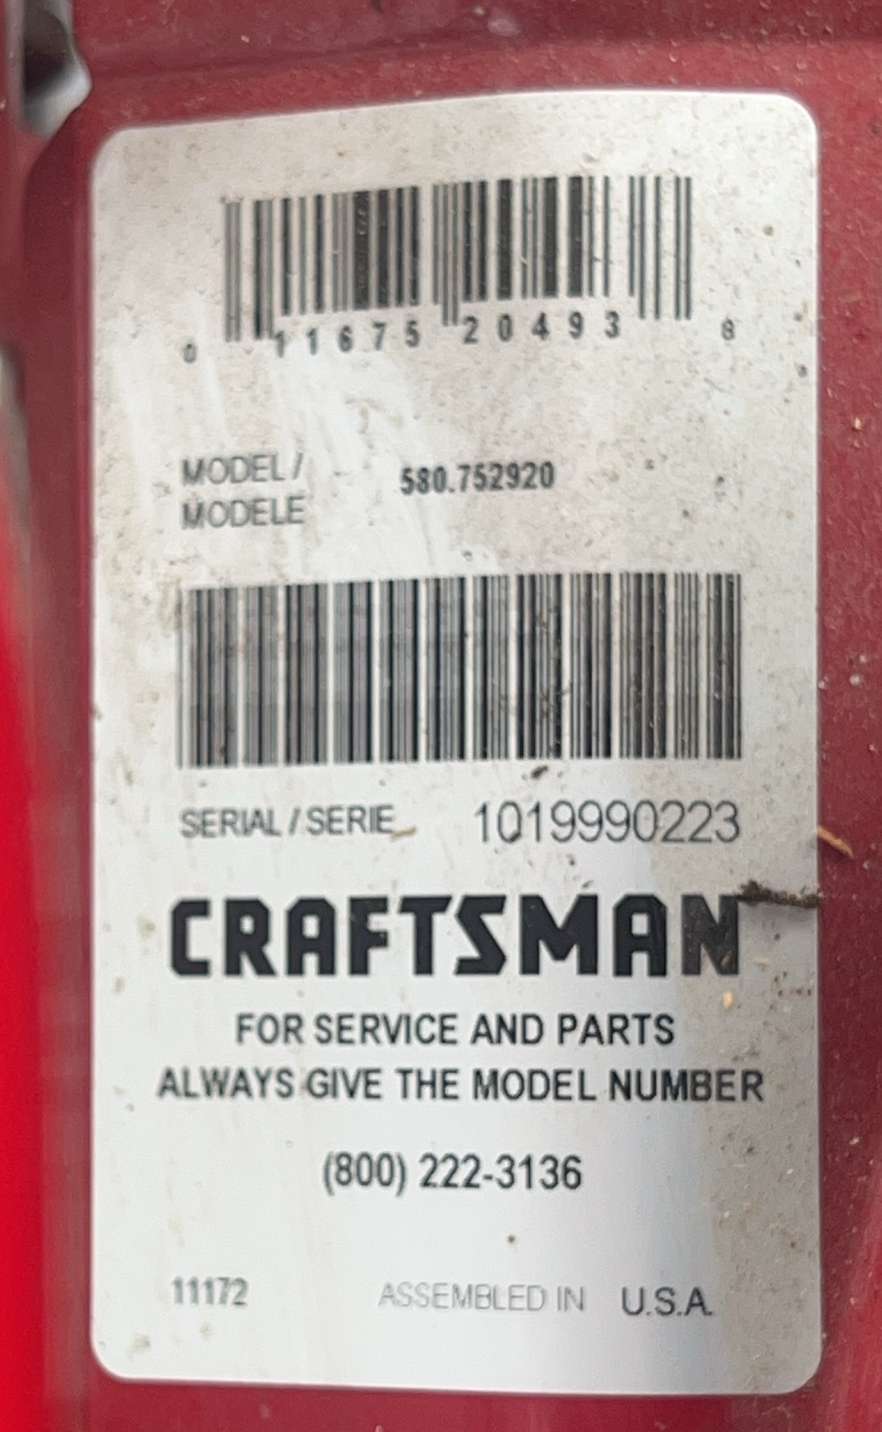 0 11675 20493 8
MODEL / 580.752920
MODELE
SERIAL / SERIE 1019990223
CRAFTSMAN
FOR SERVICE AND PARTS
ALWAYS GIVE THE MODEL NUMBER
(800) 222-3136
11172 ASSEMBLED IN U.S.A.